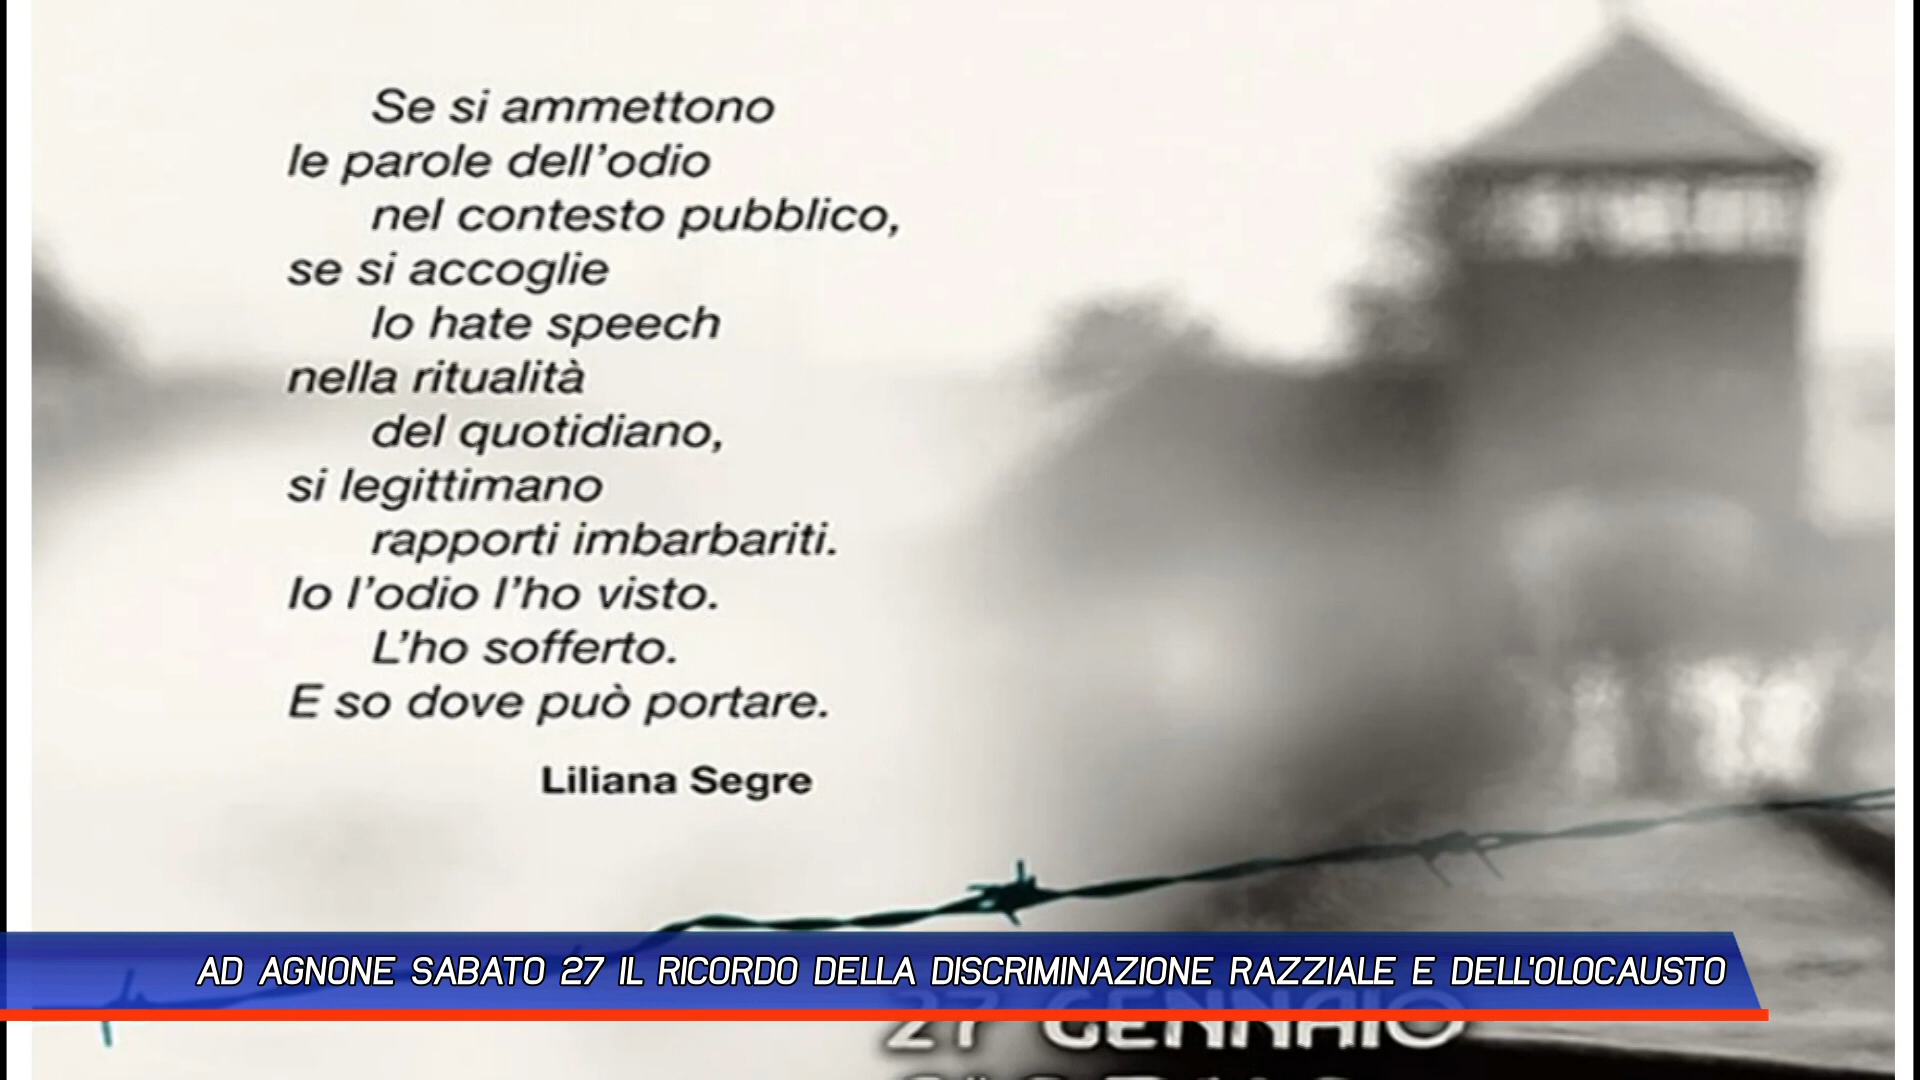 Se si ammettono
le parole dell’odio
nel contesto pubblico,
se si accoglie
lo hate speech
nella ritualità
del quotidiano,
si legittimano
rapporti imbarbariti.
Io l’odio l’ho visto.
L’ho sofferto.
E so dove può portare.
Liliana Segre
AD AGNONE SABATO 27 IL RICORDO DELLA DISCRIMINAZIONE RAZZIALE E DELL'OLOCAUSTO
27 GENNAIO